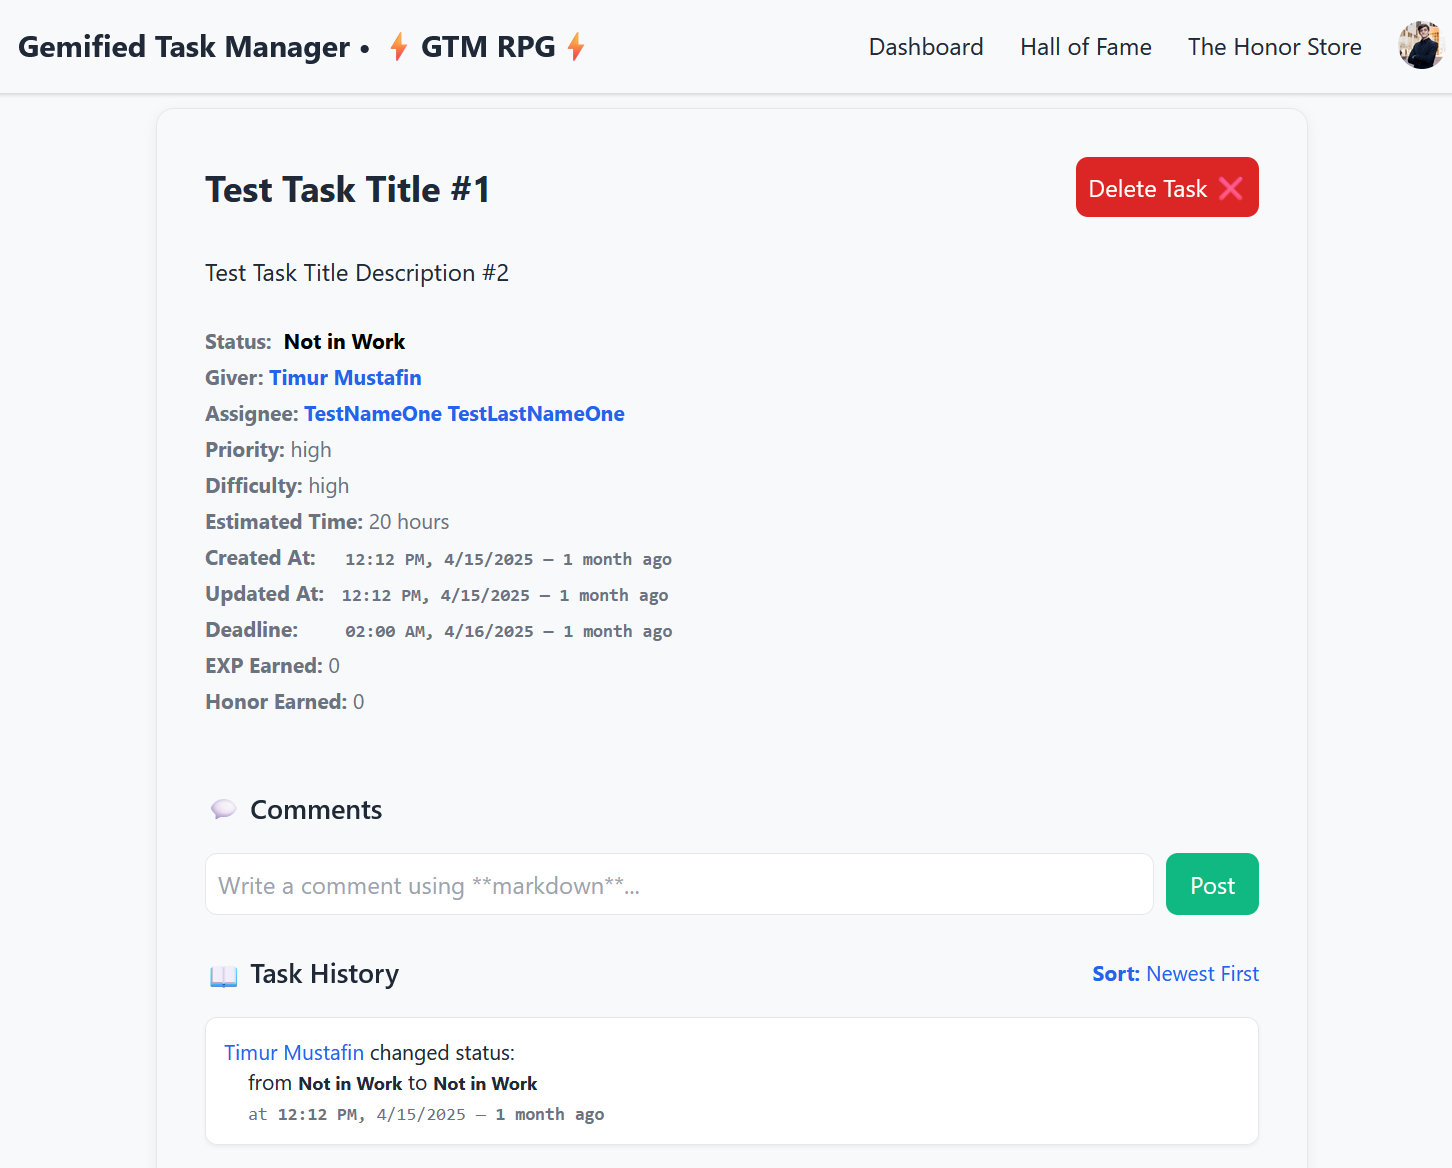 Gemified Task Manager • ⚡ GTM RPG ⚡
Dashboard
Hall of Fame
The Honor Store
Test Task Title #1
Delete Task ❌
Test Task Title Description #2
Status: Not in Work
Giver: Timur Mustafin
Assignee: TestNameOne TestLastNameOne
Priority: high
Difficulty: high
Estimated Time: 20 hours
Created At: 12:12 PM, 4/15/2025 — 1 month ago
Updated At: 12:12 PM, 4/15/2025 — 1 month ago
Deadline: 02:00 AM, 4/16/2025 — 1 month ago
EXP Earned: 0
Honor Earned: 0
💬 Comments
Write a comment using **markdown**...
Post
📖 Task History
Sort: Newest First
Timur Mustafin changed status:
from Not in Work to Not in Work
at 12:12 PM, 4/15/2025 — 1 month ago